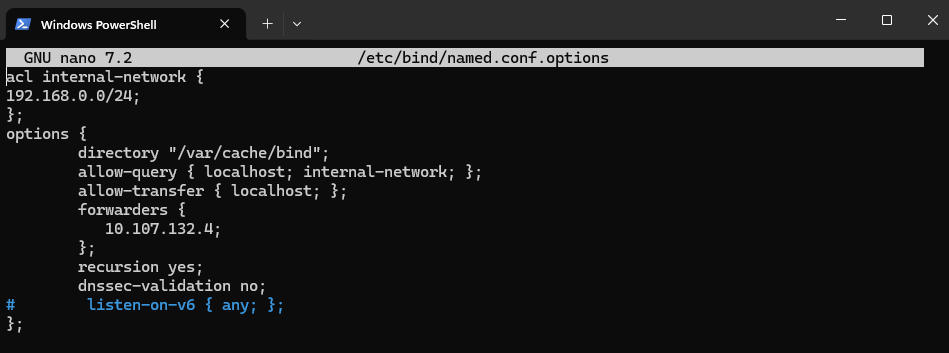 Windows PowerShell
GNU nano 7.2 /etc/bind/named.conf.options
acl internal-network {
192.168.0.0/24;
};
options {
        directory "/var/cache/bind";
        allow-query { localhost; internal-network; };
        allow-transfer { localhost; };
        forwarders {
           10.107.132.4;
        };
        recursion yes;
        dnssec-validation no;
#        listen-on-v6 { any; };
};